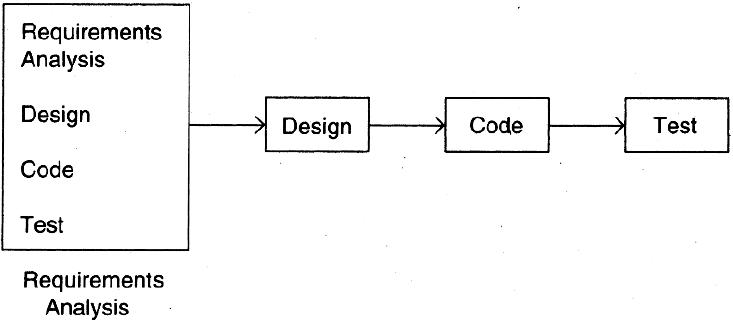 Requirements
Analysis
Design
Code
Test
Design
Code
Test
Requirements
Analysis